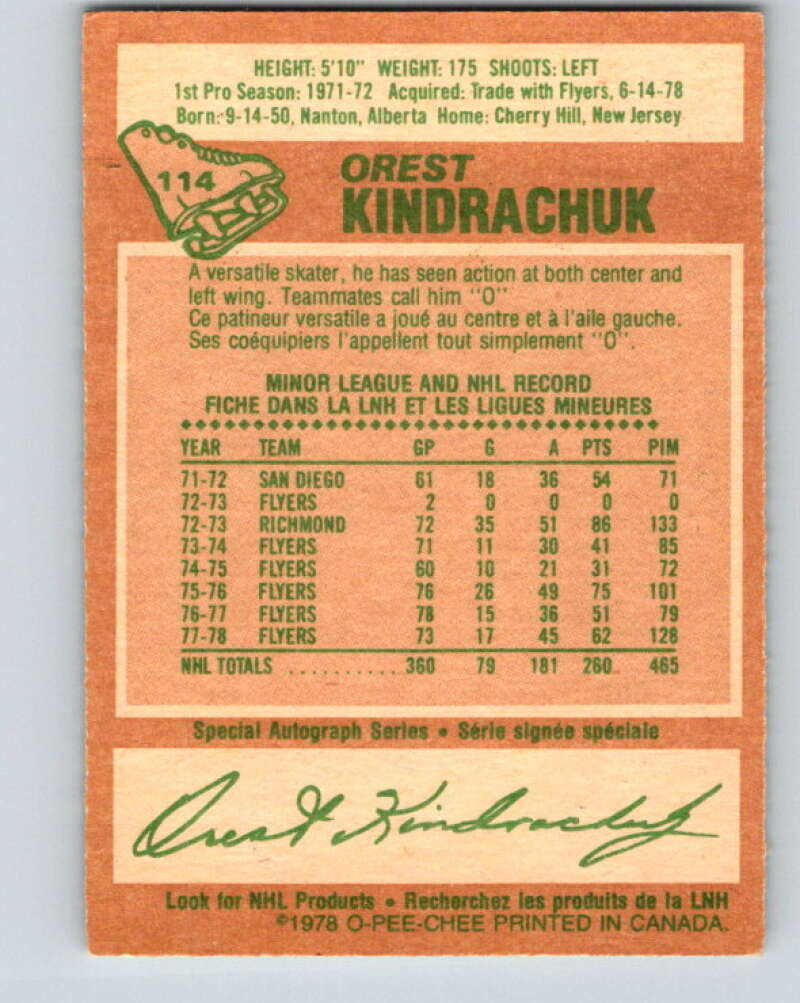 HEIGHT: 5'10" WEIGHT: 175 SHOOTS: LEFT
1st Pro Season: 1971-72 Acquired: Trade with Flyers, 6-14-78
Born: 9-14-50, Nanton, Alberta Home: Cherry Hill, New Jersey
114
OREST
KINDRACHUK
A versatile skater, he has seen action at both center and
left wing. Teammates call him "O"
Ce patineur versatile a joué au centre et à l'aile gauche.
Ses coéquipiers l'appellent tout simplement "O".
MINOR LEAGUE AND NHL RECORD
FICHE DANS LA LNH ET LES LIGUES MINEURES
YEAR TEAM GP G A PTS PIM
71-72 SAN DIEGO 61 18 36 54 71
72-73 FLYERS 2 0 0 0 0
72-73 RICHMOND 72 35 51 86 133
73-74 FLYERS 71 11 30 41 85
74-75 FLYERS 60 10 21 31 72
75-76 FLYERS 76 26 49 75 101
76-77 FLYERS 78 15 36 51 79
77-78 FLYERS 73 17 45 62 128
NHL TOTALS .......... 360 79 181 260 465
Special Autograph Series • Série signée spéciale
Orest Kindrachuk
Look for NHL Products • Recherchez les produits de la LNH
©1978 O-PEE-CHEE PRINTED IN CANADA.